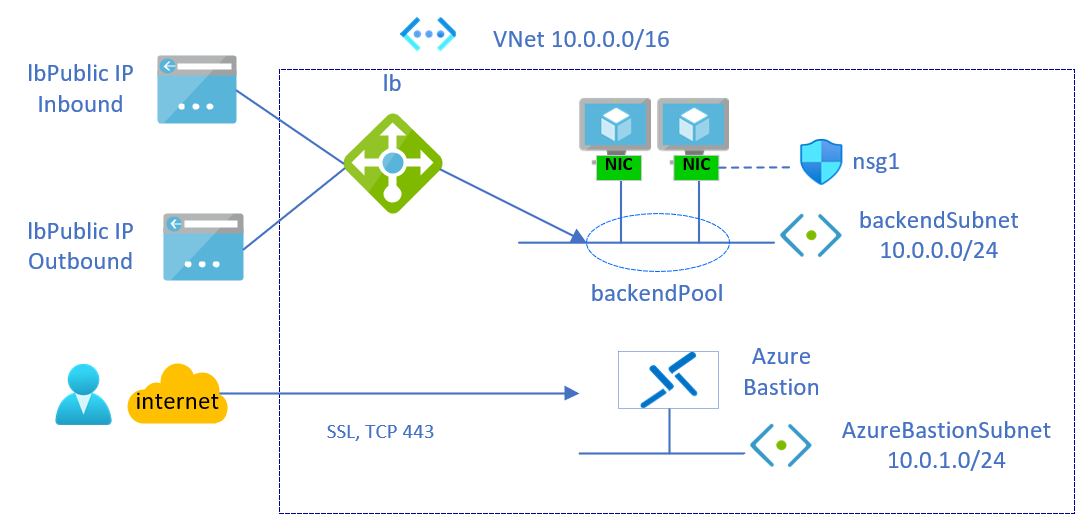 VNet 10.0.0.0/16
lbPublic IP
Inbound
lb
NIC
NIC
nsg1
lbPublic IP
Outbound
backendSubnet
10.0.0.0/24
backendPool
Azure
Bastion
internet
SSL, TCP 443
AzureBastionSubnet
10.0.1.0/24